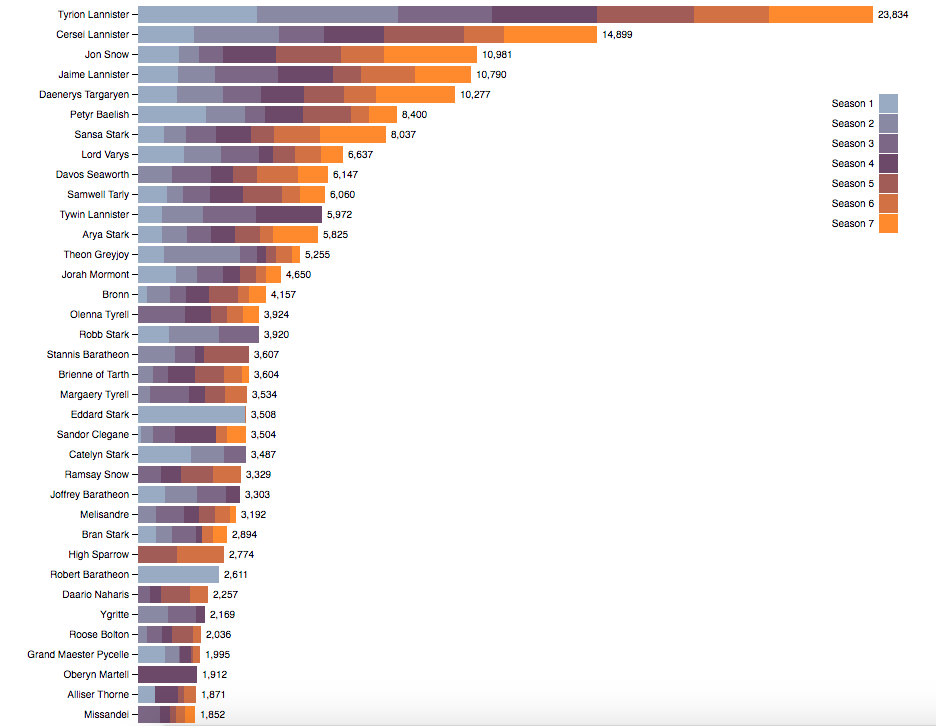 Tyrion Lannister 23,834
Cersei Lannister 14,899
Jon Snow 10,981
Jaime Lannister 10,790
Daenerys Targaryen 10,277
Petyr Baelish 8,400
Sansa Stark 8,037
Lord Varys 6,637
Davos Seaworth 6,147
Samwell Tarly 6,060
Tywin Lannister 5,972
Arya Stark 5,825
Theon Greyjoy 5,255
Jorah Mormont 4,650
Bronn 4,157
Olenna Tyrell 3,924
Robb Stark 3,920
Stannis Baratheon 3,607
Brienne of Tarth 3,604
Margaery Tyrell 3,534
Eddard Stark 3,508
Sandor Clegane 3,504
Catelyn Stark 3,487
Ramsay Snow 3,329
Joffrey Baratheon 3,303
Melisandre 3,192
Bran Stark 2,894
High Sparrow 2,774
Robert Baratheon 2,611
Daario Naharis 2,257
Ygritte 2,169
Roose Bolton 2,036
Grand Maester Pycelle 1,995
Oberyn Martell 1,912
Alliser Thorne 1,871
Missandei 1,852
Season 1
Season 2
Season 3
Season 4
Season 5
Season 6
Season 7